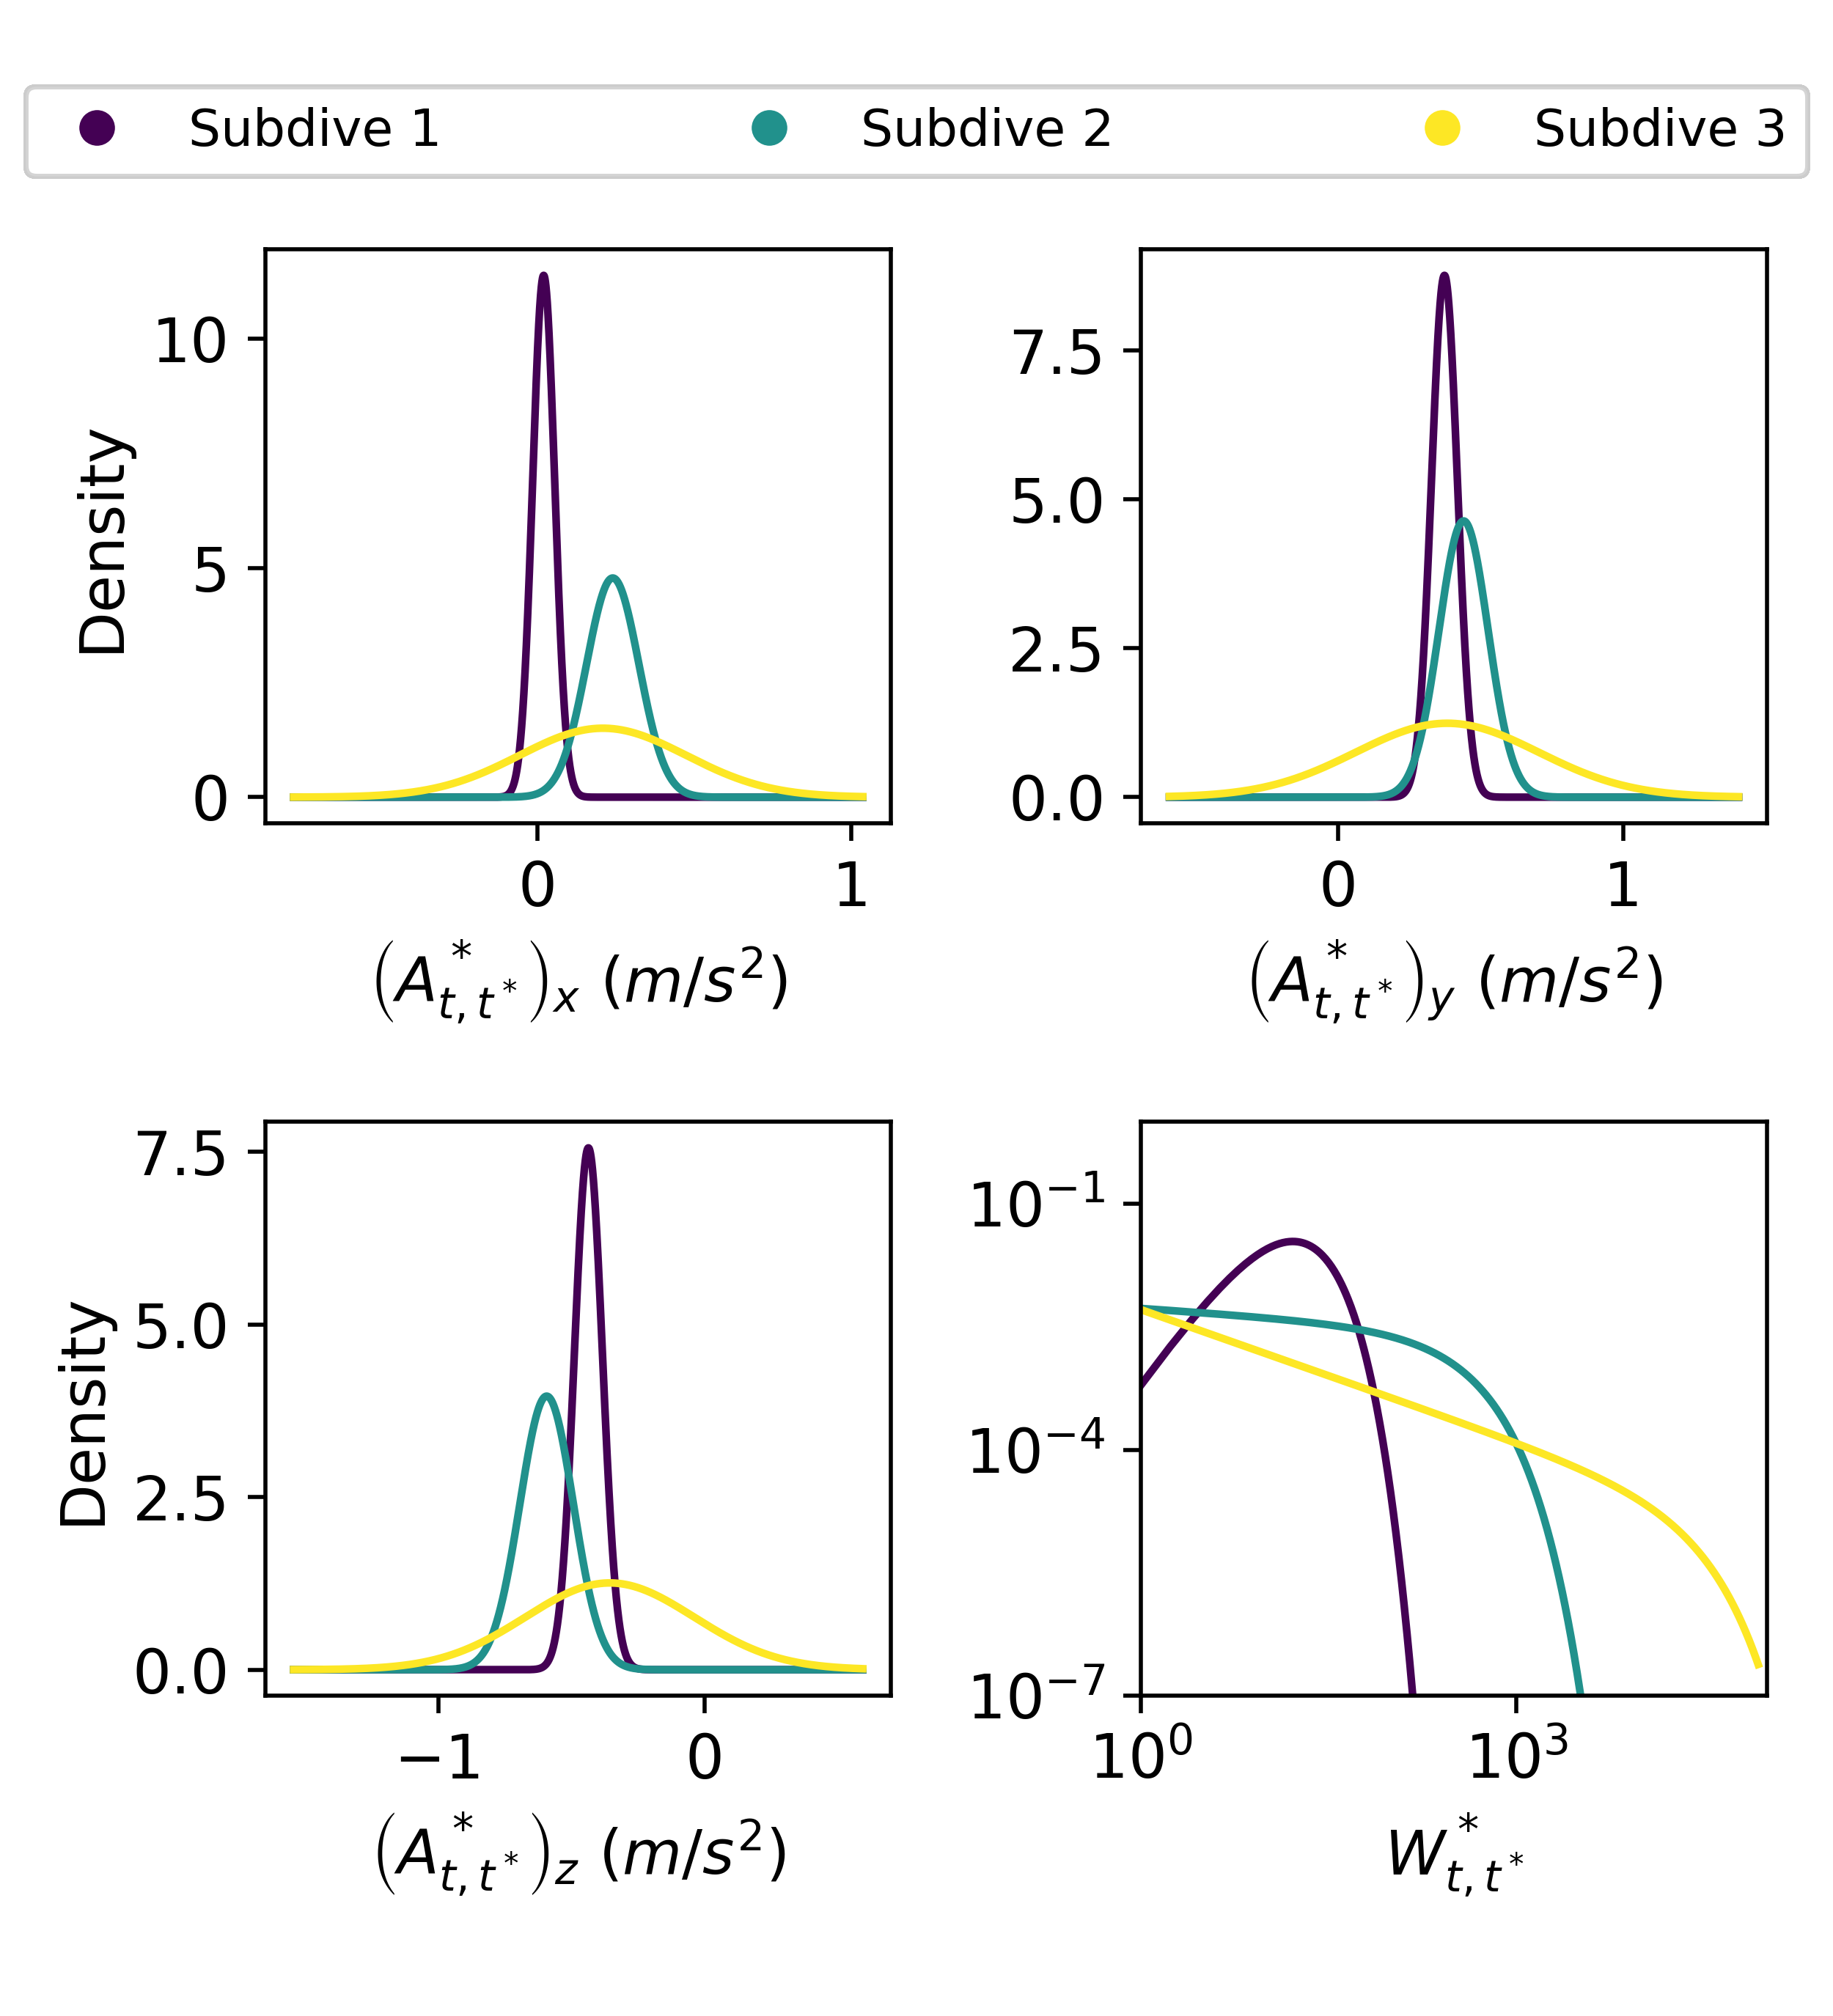 Subdive 1 Subdive 2 Subdive 3
Density
10
5
0
0 1
(A*t,t*)x (m/s²)
7.5
5.0
2.5
0.0
0 1
(A*t,t*)y (m/s²)
Density
7.5
5.0
2.5
0.0
−1 0
(A*t,t*)z (m/s²)
10⁻¹
10⁻⁴
10⁻⁷
10⁰ 10³
W*t,t*